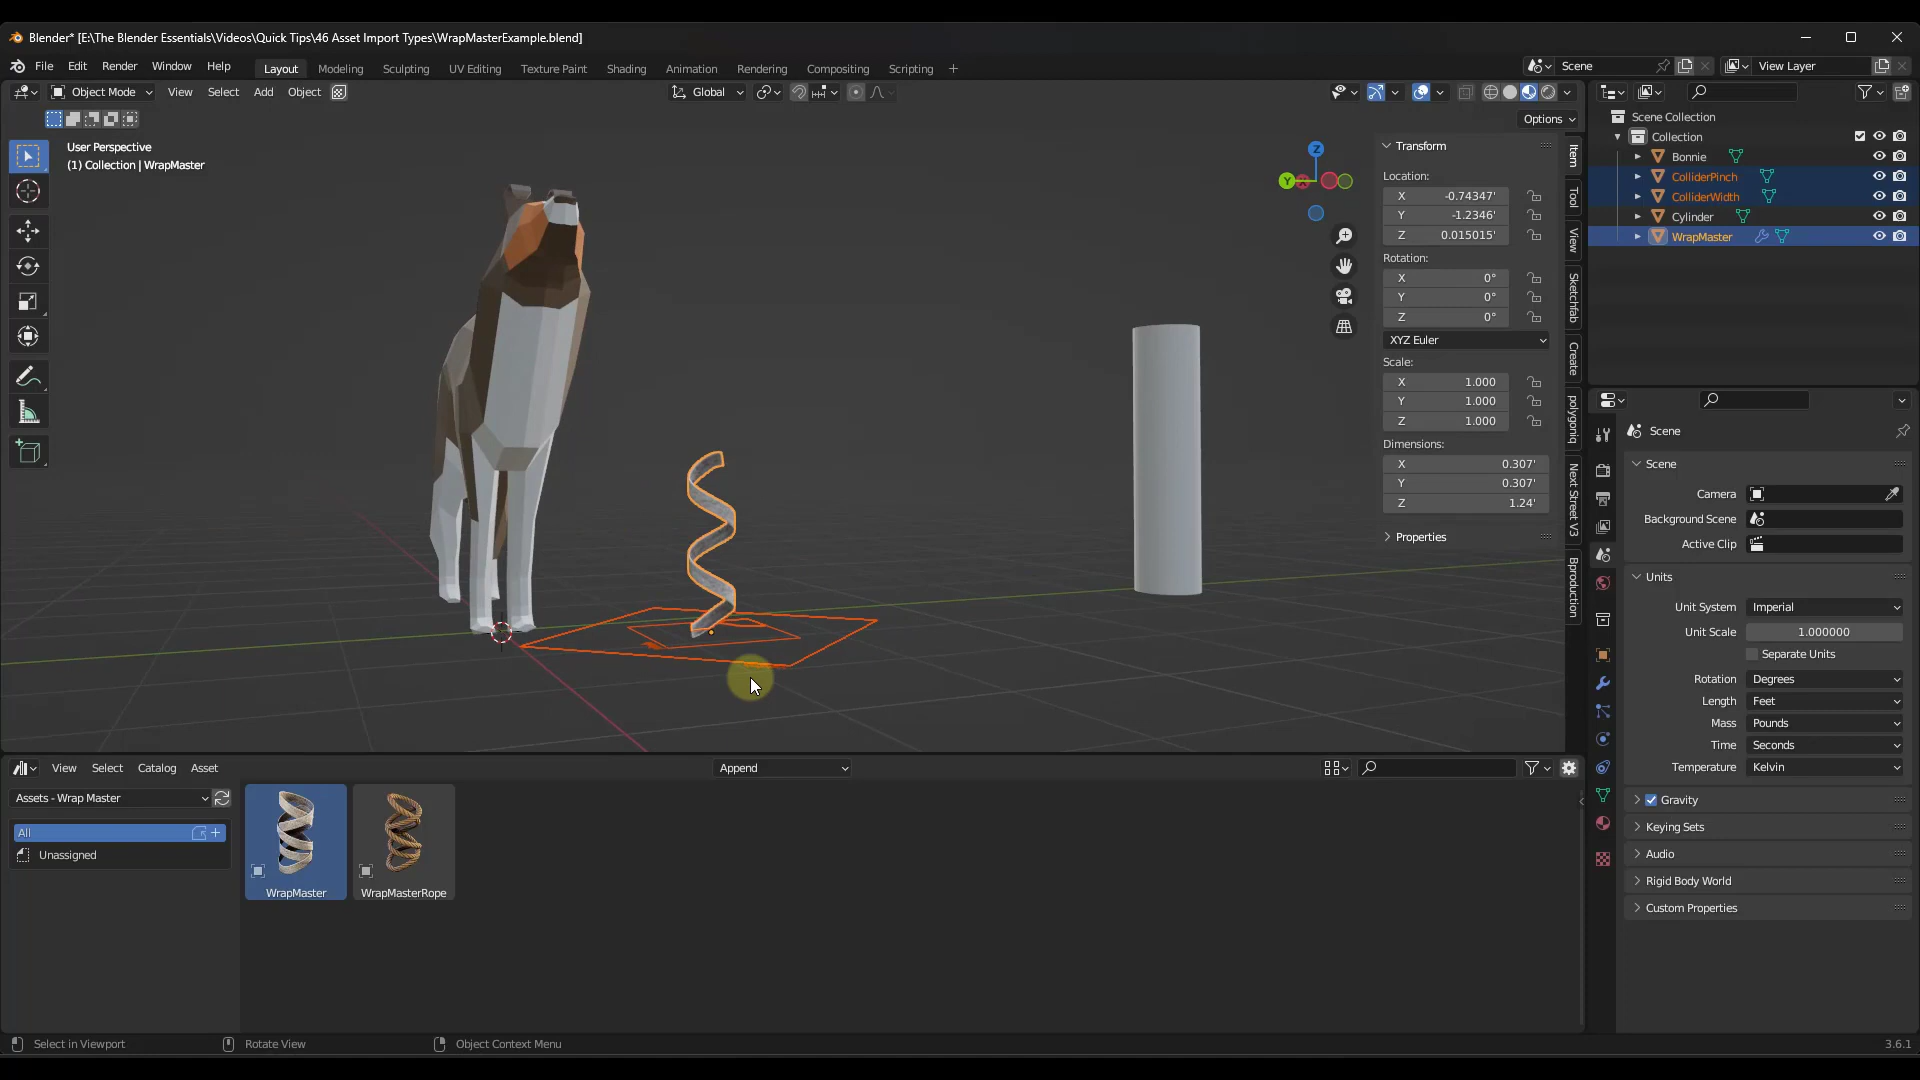 Blender* [E:\The Blender Essentials\Videos\Quick Tips\46 Asset Import Types\WrapMasterExample.blend]
File Edit Render Window Help Layout Modeling Sculpting UV Editing Texture Paint Shading Animation Rendering Compositing Scripting + Scene View Layer
Object Mode View Select Add Object Global
Options
User Perspective
(1) Collection | WrapMaster
Z
Y
X
Transform
Location:
X -0.74347'
Y -1.2346'
Z 0.015015'
Rotation:
X 0°
Y 0°
Z 0°
XYZ Euler
Scale:
X 1.000
Y 1.000
Z 1.000
Dimensions:
X 0.307'
Y 0.307'
Z 1.24'
Properties
Item
Tool
View
Sketchfab
Create
polygoniq
Next Street V3
Bproduction
Scene Collection
Collection
Bonnie
ColliderPinch
ColliderWidth
Cylinder
WrapMaster
Scene
Scene
Camera
Background Scene
Active Clip
Units
Unit System Imperial
Unit Scale 1.000000
Separate Units
Rotation Degrees
Length Feet
Mass Pounds
Time Seconds
Temperature Kelvin
Gravity
Keying Sets
Audio
Rigid Body World
Custom Properties
View Select Catalog Asset Append
Assets - Wrap Master
All
Unassigned
WrapMaster
WrapMasterRope
Select in Viewport Rotate View Object Context Menu 3.6.1